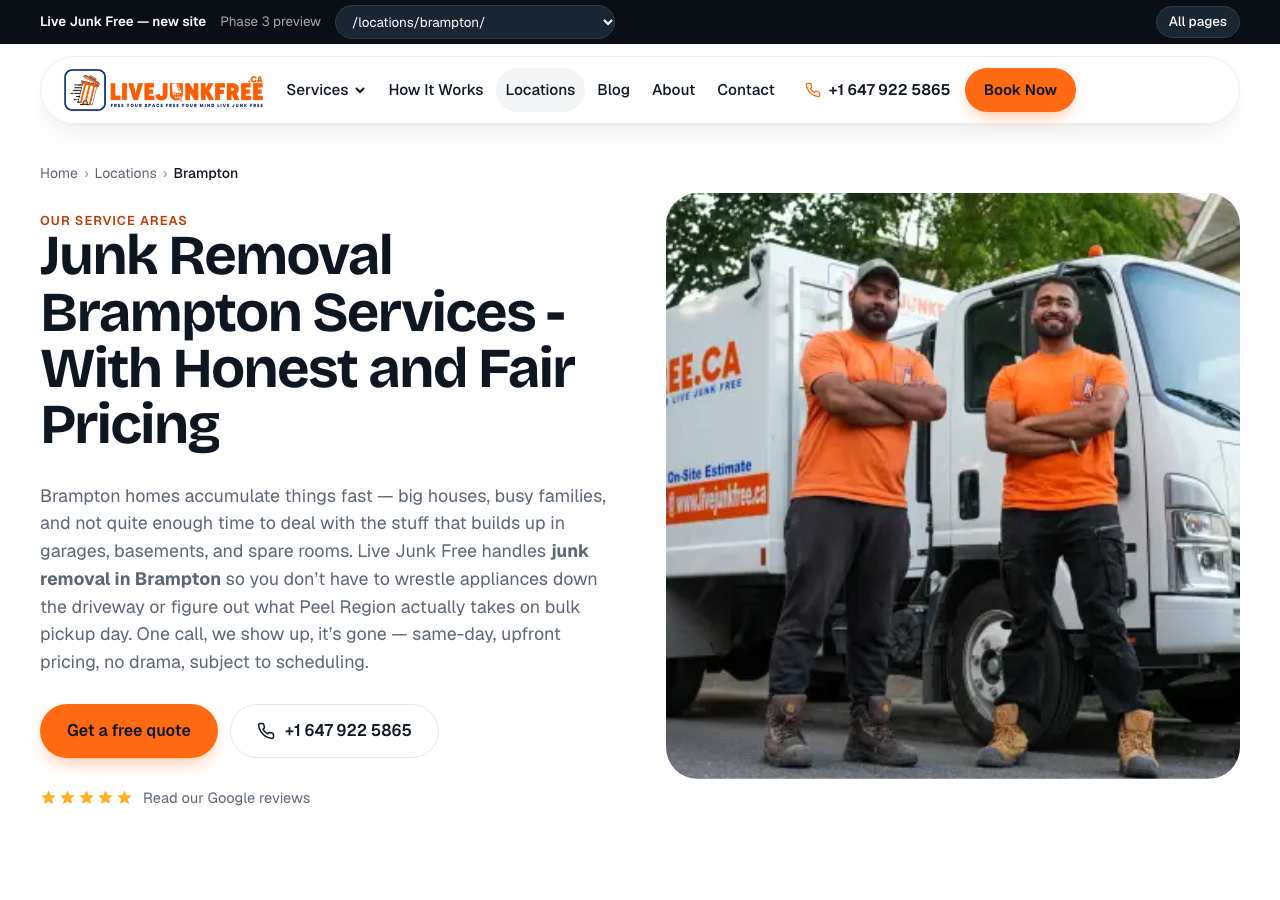 Live Junk Free — new site Phase 3 preview /locations/brampton/ All pages
LIVEJUNKFREE.CA
FREE YOUR SPACE FREE YOUR MIND LIVE JUNK FREE
Services How It Works Locations Blog About Contact +1 647 922 5865 Book Now
Home › Locations › Brampton
OUR SERVICE AREAS
Junk Removal
Brampton Services -
With Honest and Fair
Pricing
Brampton homes accumulate things fast — big houses, busy families,
and not quite enough time to deal with the stuff that builds up in
garages, basements, and spare rooms. Live Junk Free handles junk
removal in Brampton so you don’t have to wrestle appliances down
the driveway or figure out what Peel Region actually takes on bulk
pickup day. One call, we show up, it’s gone — same-day, upfront
pricing, no drama, subject to scheduling.
Get a free quote +1 647 922 5865
Read our Google reviews
EE.CA
LIVE JUNK FREE
On-Site Estimate
www.livejunkfree.ca